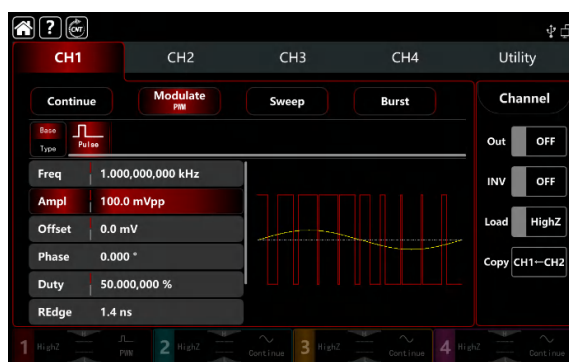 ? CNT
CH1 CH2 CH3 CH4 Utility
Continue Modulate Sweep Burst Channel
PWM
Base
Type Pulse
Out OFF
Freq 1.000,000,000 kHz
INV OFF
Ampl 100.0 mVpp
Offset 0.0 mV
Load HighZ
Phase 0.000 °
Copy CH1←CH2
Duty 50.000,000 %
REdge 1.4 ns
1 HighZ PWM 2 HighZ Continue 3 HighZ Continue 4 HighZ Continue